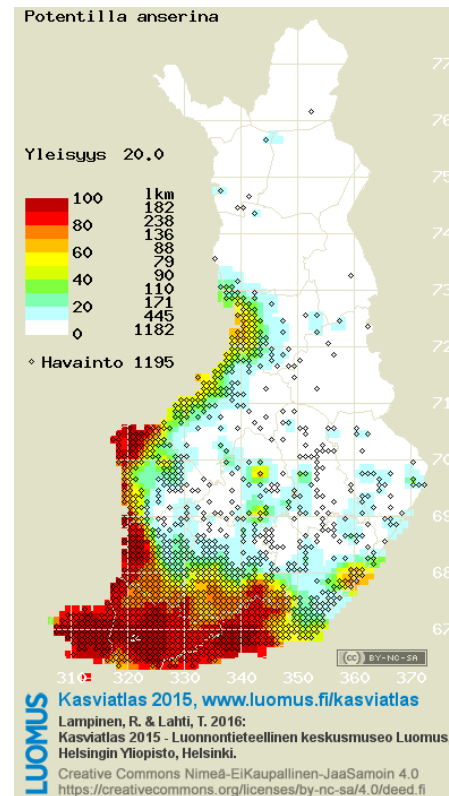 Potentilla anserina
77
76
Yleisyys 20.0
75
100 lkm
182
80 238
136
74
60 88
79
40 90
110
73
20 171
445
0 1182
72
◇ Havainto 1195
71
70
69
68
67
310 320 330 340 350 360 370
(cc) BY-NC-SA
LUOMUS
Kasviatlas 2015, www.luomus.fi/kasviatlas
Lampinen, R. & Lahti, T. 2016:
Kasviatlas 2015 - Luonnontieteellinen keskusmuseo Luomus,
Helsingin Yliopisto, Helsinki.
Creative Commons Nimeä-EiKaupallinen-JaaSamoin 4.0
https://creativecommons.org/licenses/by-nc-sa/4.0/deed.fi